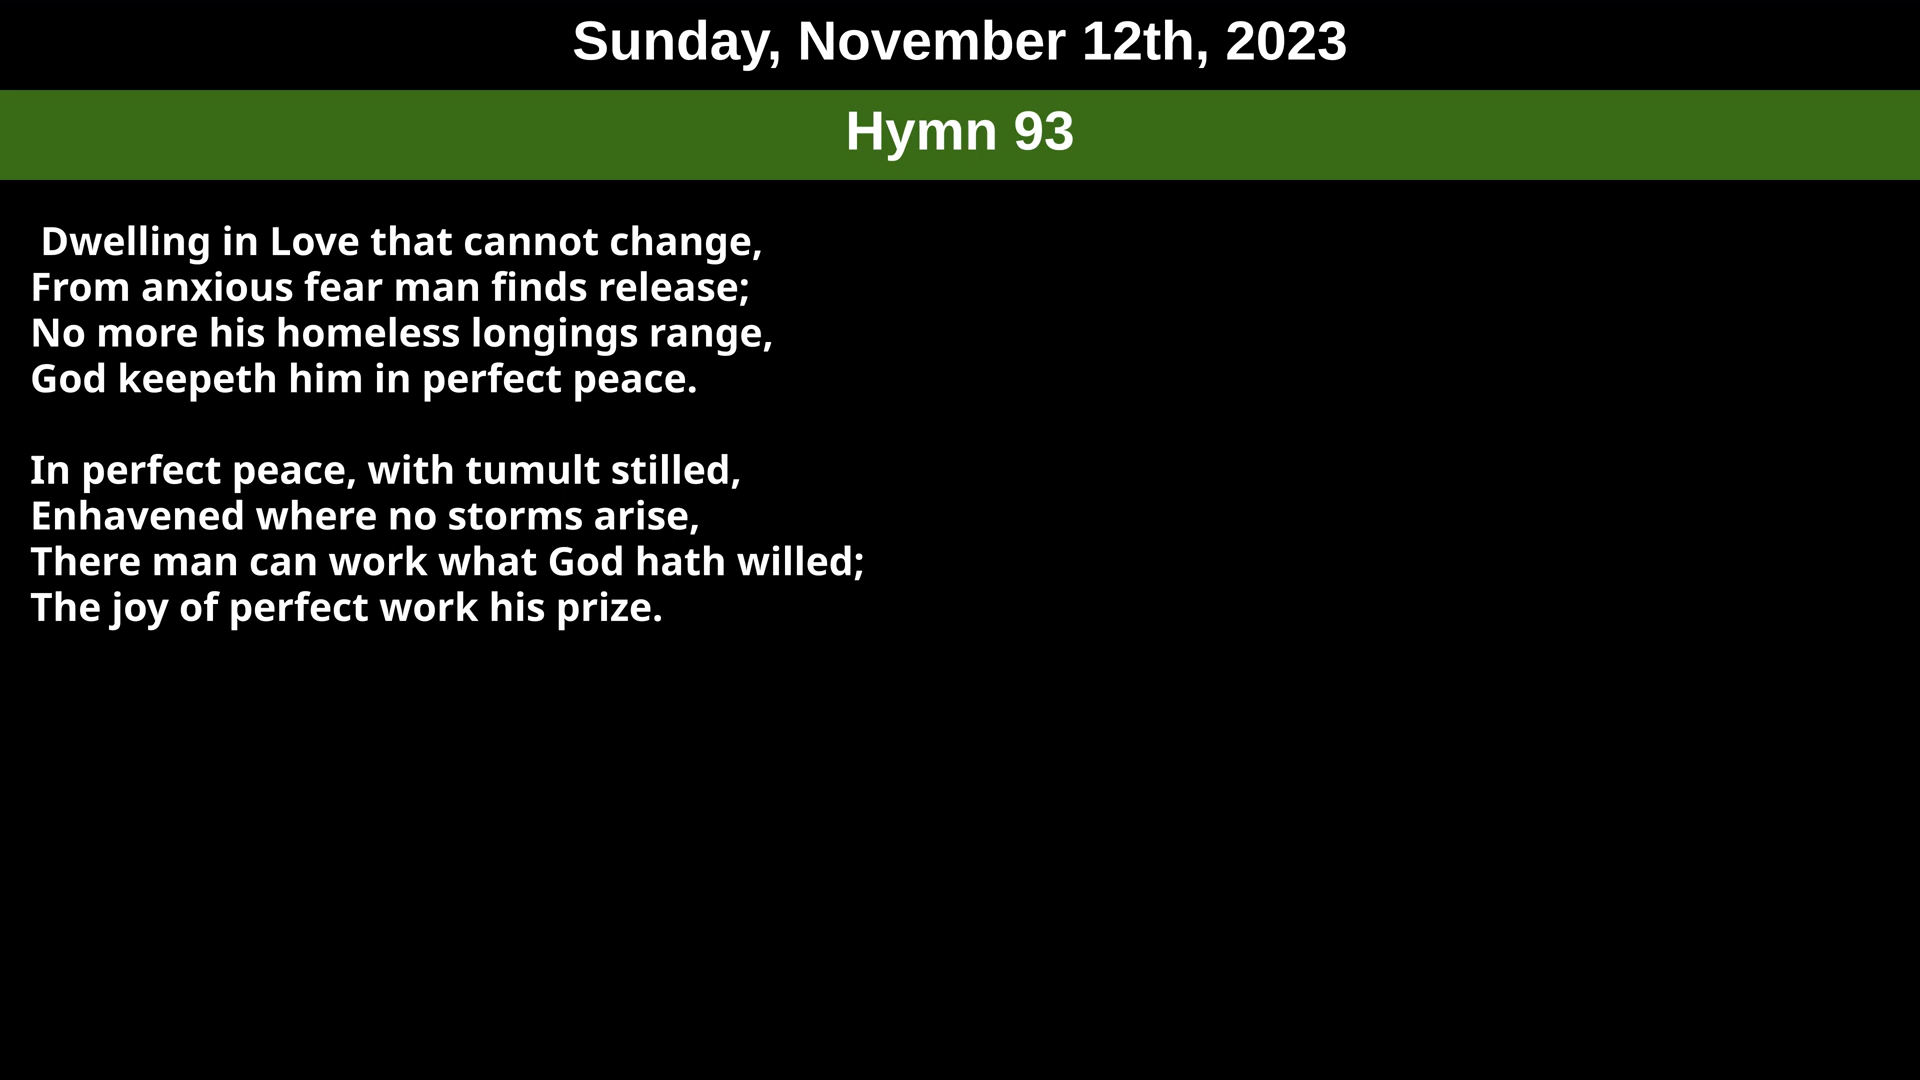 Sunday, November 12th, 2023
Hymn 93
Dwelling in Love that cannot change,
From anxious fear man finds release;
No more his homeless longings range,
God keepeth him in perfect peace.
In perfect peace, with tumult stilled,
Enhavened where no storms arise,
There man can work what God hath willed;
The joy of perfect work his prize.